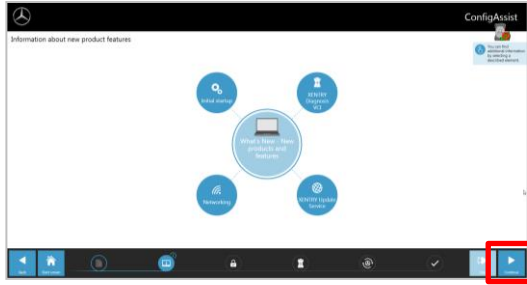 ConfigAssist
Information about new product features
You can find
additional information
by selecting a
described element.
Initial startup
XENTRY
Diagnosis
VCI
What's New - New
products and
features
Networking
XENTRY Update
Service
Back
Start screen
Continue